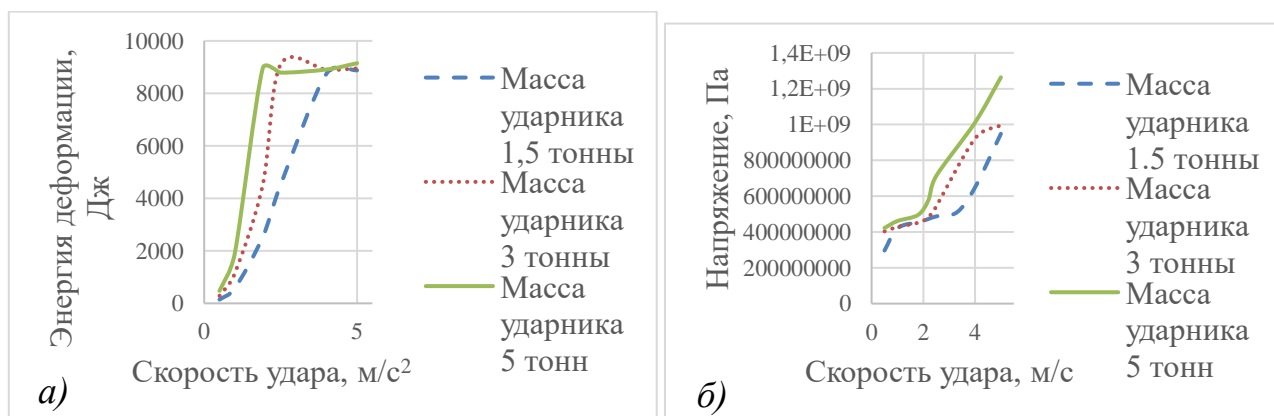 Энергия деформации,
Дж
10000
8000
6000
4000
2000
0
0
5
Скорость удара, м/с²
а)
Масса
ударника
1,5 тонны
Масса
ударника
3 тонны
Масса
ударника
5 тонн
Напряжение, Па
1,4E+09
1,2E+09
1E+09
800000000
600000000
400000000
200000000
0
0
2
4
Скорость удара, м/с
б)
Масса
ударника
1.5 тонны
Масса
ударника
3 тонны
Масса
ударника
5 тонн